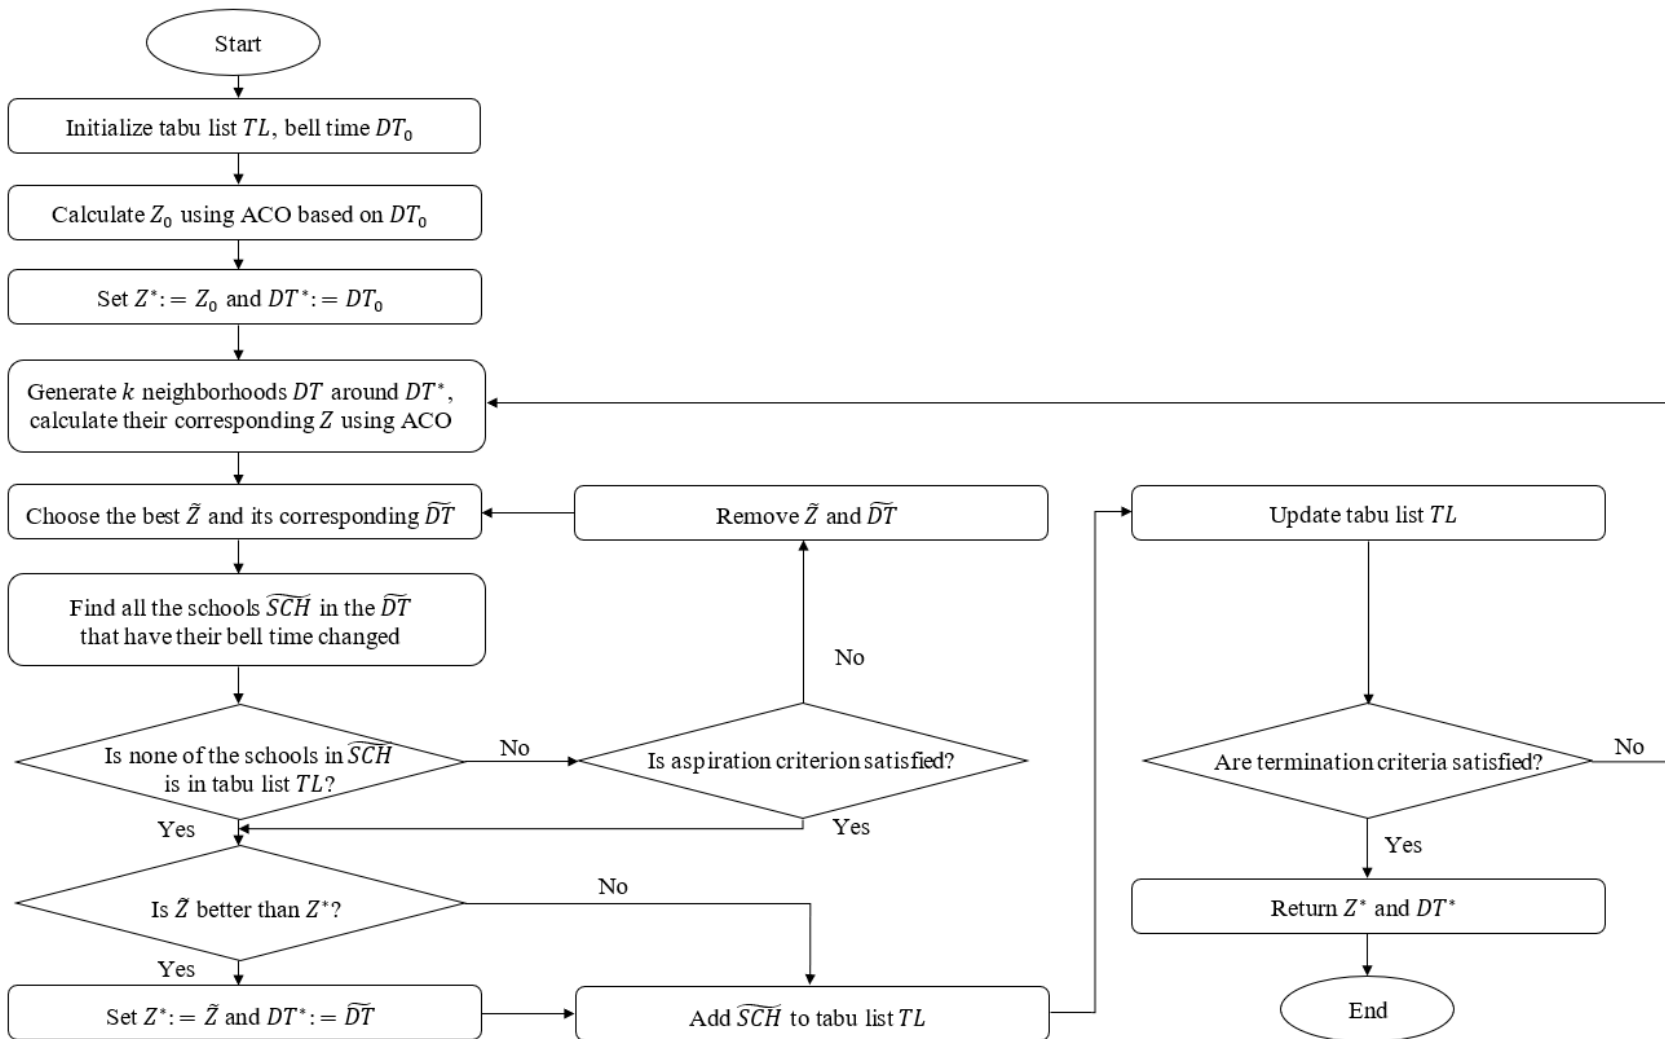 Start
Initialize tabu list TL, bell time DT₀
Calculate Z₀ using ACO based on DT₀
Set Z*: = Z₀ and DT*: = DT₀
Generate k neighborhoods DT around DT*,
calculate their corresponding Z using ACO
Choose the best Z̃ and its corresponding D͠T
Remove Z̃ and D͠T
Update tabu list TL
Find all the schools S͠CH in the D͠T
that have their bell time changed
No
Is none of the schools in S͠CH
is in tabu list TL?
No
Is aspiration criterion satisfied?
Are termination criteria satisfied?
No
Yes
Yes
Yes
Is Z̃ better than Z*?
No
Return Z* and DT*
Yes
Set Z*: = Z̃ and DT*: = D͠T
Add S͠CH to tabu list TL
End